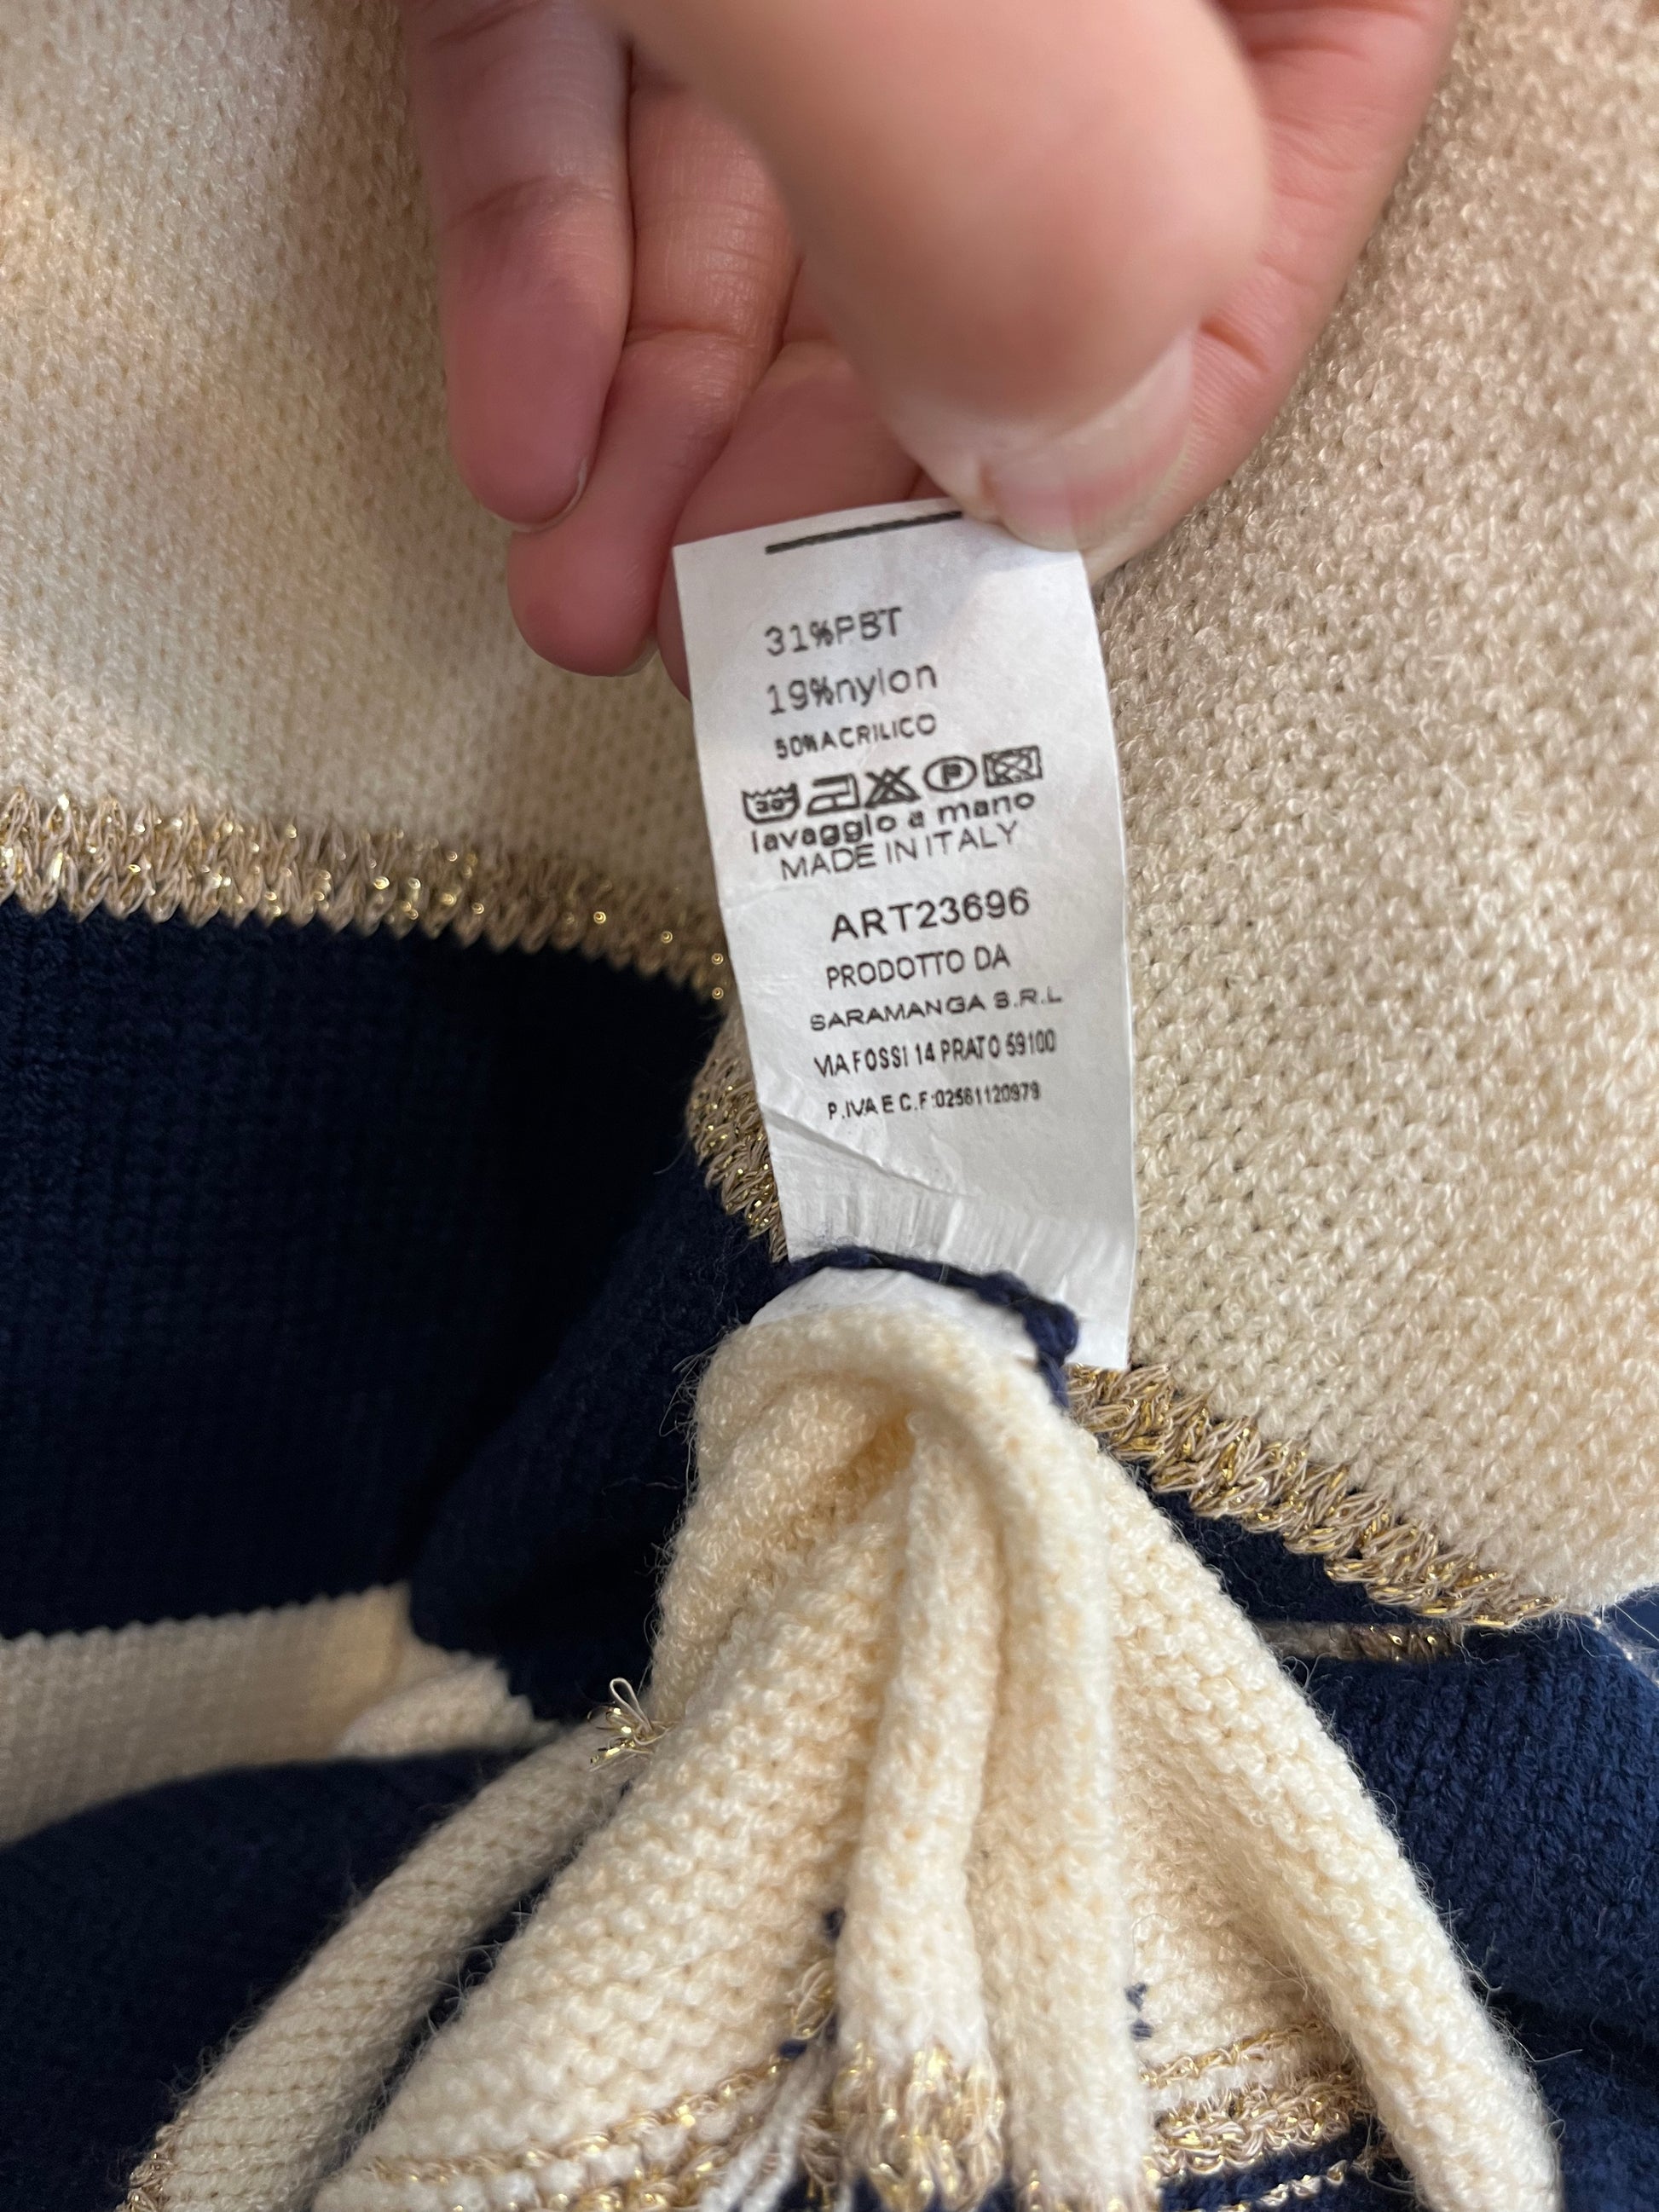 31%PBT
19%nylon
50%ACRILICO
30° P
lavaggio a mano
MADE IN ITALY
ART23696
PRODOTTO DA
SARAMANGA S.R.L
VIA FOSSI 14 PRATO 59100
P.IVA E C.F:02561120979